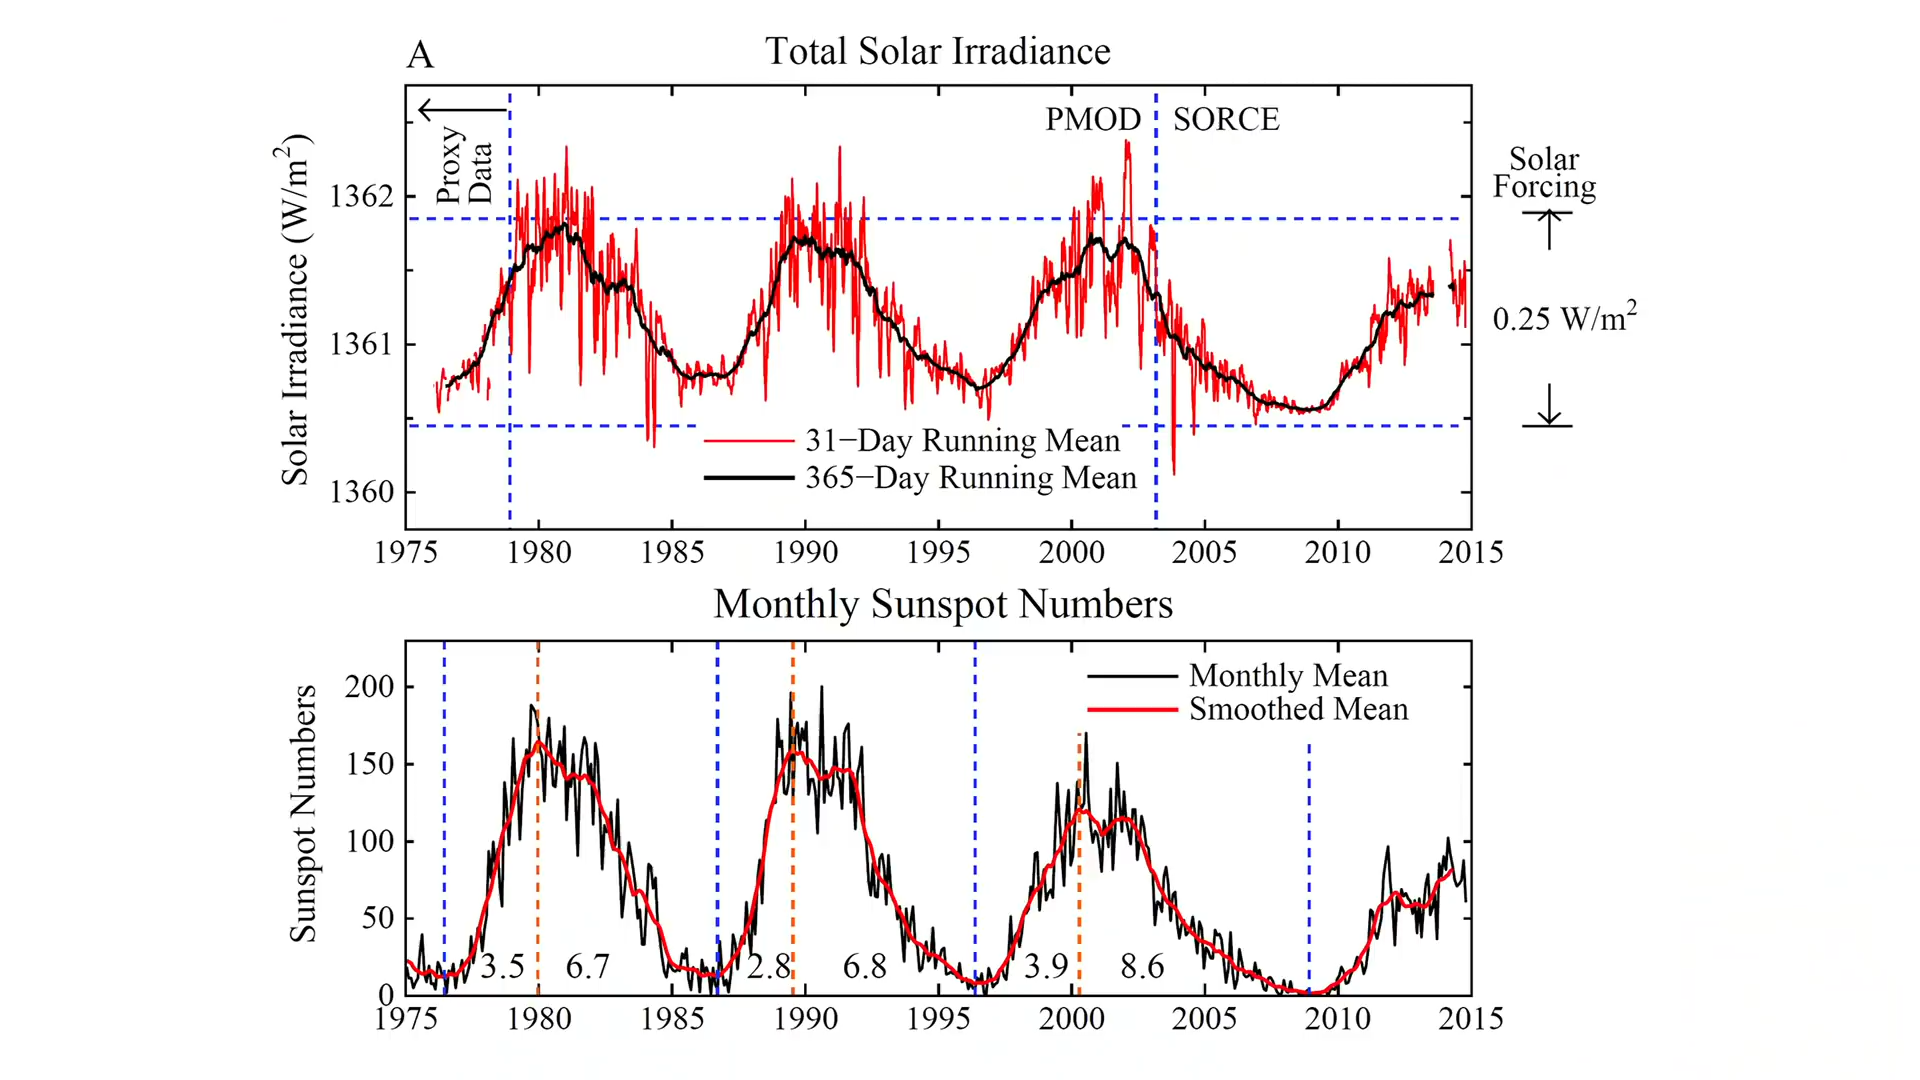 A
Total Solar Irradiance
Solar Irradiance (W/m2)
1362
1361
1360
Proxy
Data
PMOD
SORCE
Solar
Forcing
0.25 W/m2
31−Day Running Mean
365−Day Running Mean
1975 1980 1985 1990 1995 2000 2005 2010 2015
Monthly Sunspot Numbers
Sunspot Numbers
200
150
100
50
0
Monthly Mean
Smoothed Mean
3.5 6.7 2.8 6.8 3.9 8.6
1975 1980 1985 1990 1995 2000 2005 2010 2015